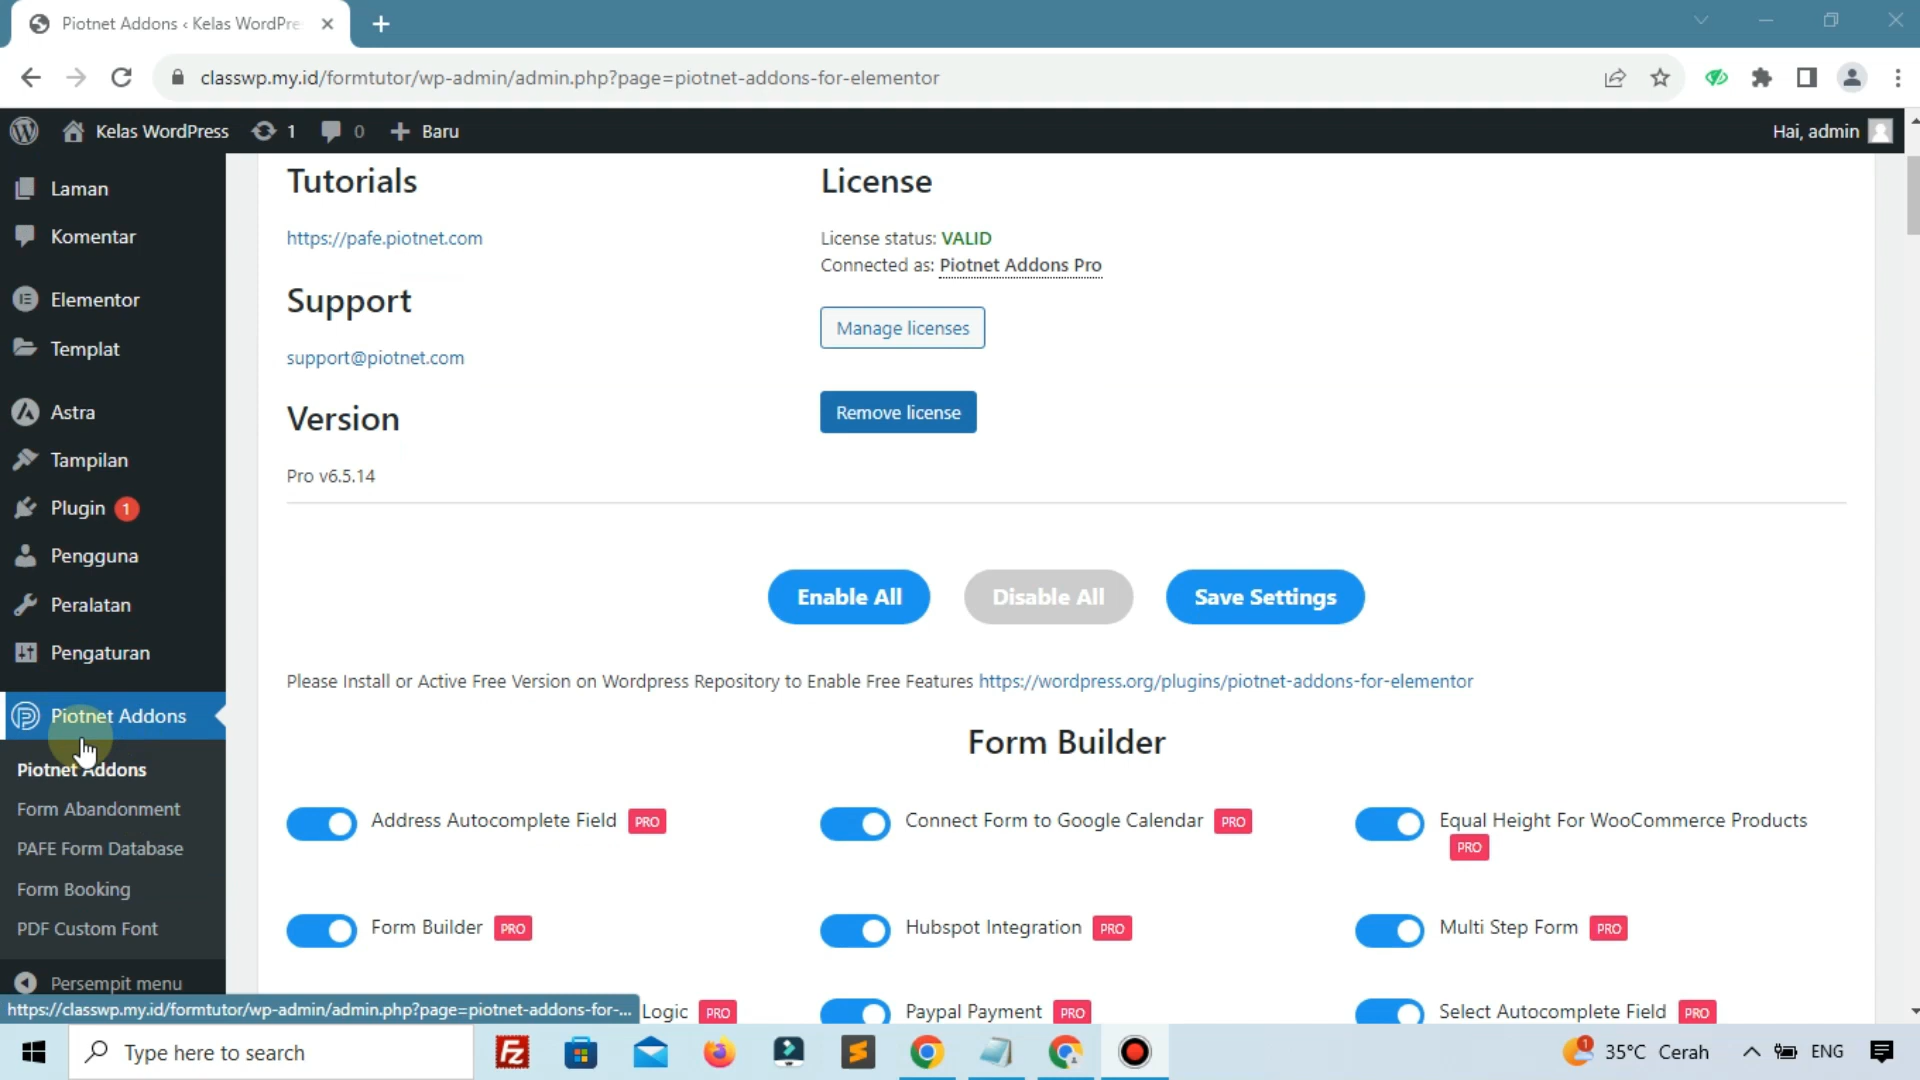 Piotnet Addons ‹ Kelas WordPre
classwp.my.id/formtutor/wp-admin/admin.php?page=piotnet-addons-for-elementor
Kelas WordPress 1 0 + Baru
Hai, admin
Laman
Komentar
Elementor
Templat
Astra
Tampilan
Plugin 1
Pengguna
Peralatan
Pengaturan
Piotnet Addons
Piotnet Addons
Form Abandonment
PAFE Form Database
Form Booking
PDF Custom Font
Persempit menu
https://classwp.my.id/formtutor/wp-admin/admin.php?page=piotnet-addons-for-...
Tutorials
https://pafe.piotnet.com
Support
support@piotnet.com
Version
Pro v6.5.14
License
License status: VALID
Connected as: Piotnet Addons Pro
Manage licenses
Remove license
Enable All
Disable All
Save Settings
Please Install or Active Free Version on Wordpress Repository to Enable Free Features https://wordpress.org/plugins/piotnet-addons-for-elementor
Form Builder
Address Autocomplete Field PRO
Connect Form to Google Calendar PRO
Equal Height For WooCommerce Products
PRO
Form Builder PRO
Hubspot Integration PRO
Multi Step Form PRO
Logic PRO
Paypal Payment PRO
Select Autocomplete Field PRO
Type here to search
Fz
1
35°C Cerah
ENG